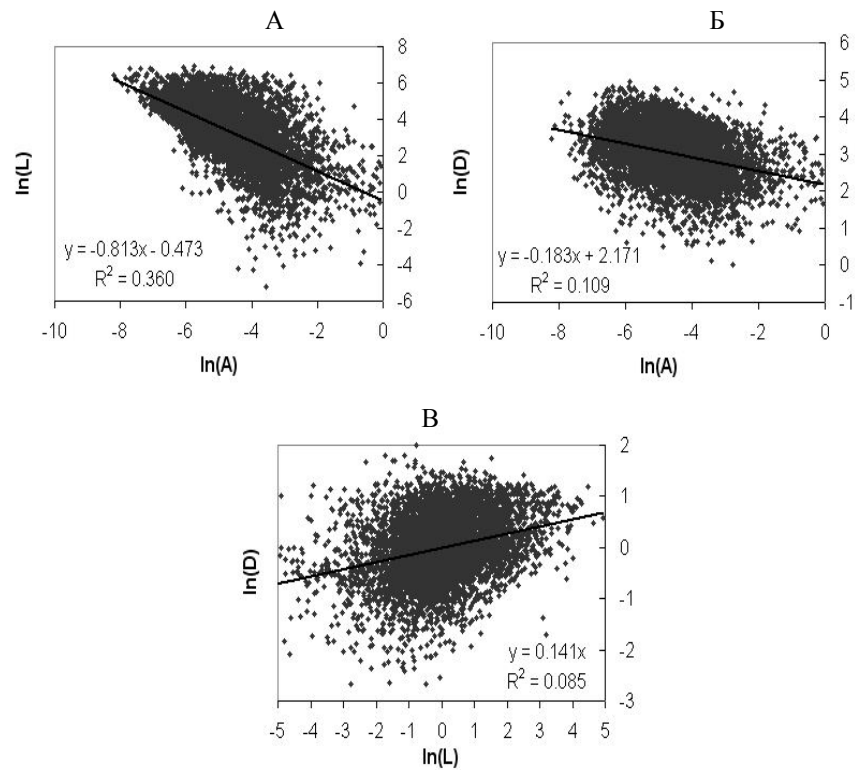 А
8
6
4
2
0
-2
-4
-6
ln(L)
y = -0.813x - 0.473
R² = 0.360
-10 -8 -6 -4 -2 0
ln(A)
Б
6
5
4
3
2
1
0
-1
ln(D)
y = -0.183x + 2.171
R² = 0.109
-10 -8 -6 -4 -2 0
ln(A)
В
2
1
0
-1
-2
-3
ln(D)
y = 0.141x
R² = 0.085
-5 -4 -3 -2 -1 0 1 2 3 4 5
ln(L)